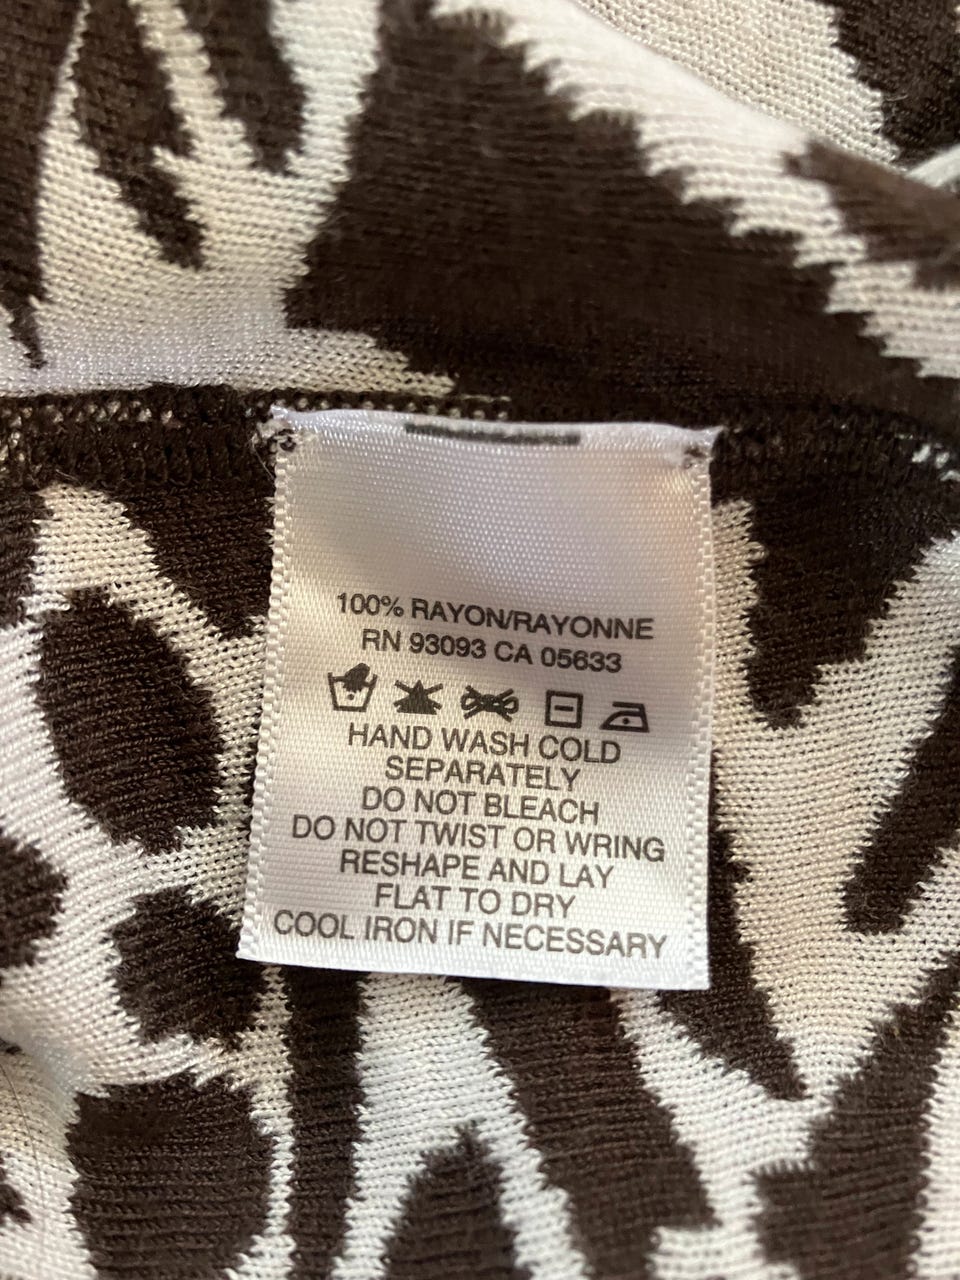 100% RAYON/RAYONNE
RN 93093 CA 05633
HAND WASH COLD
SEPARATELY
DO NOT BLEACH
DO NOT TWIST OR WRING
RESHAPE AND LAY
FLAT TO DRY
COOL IRON IF NECESSARY